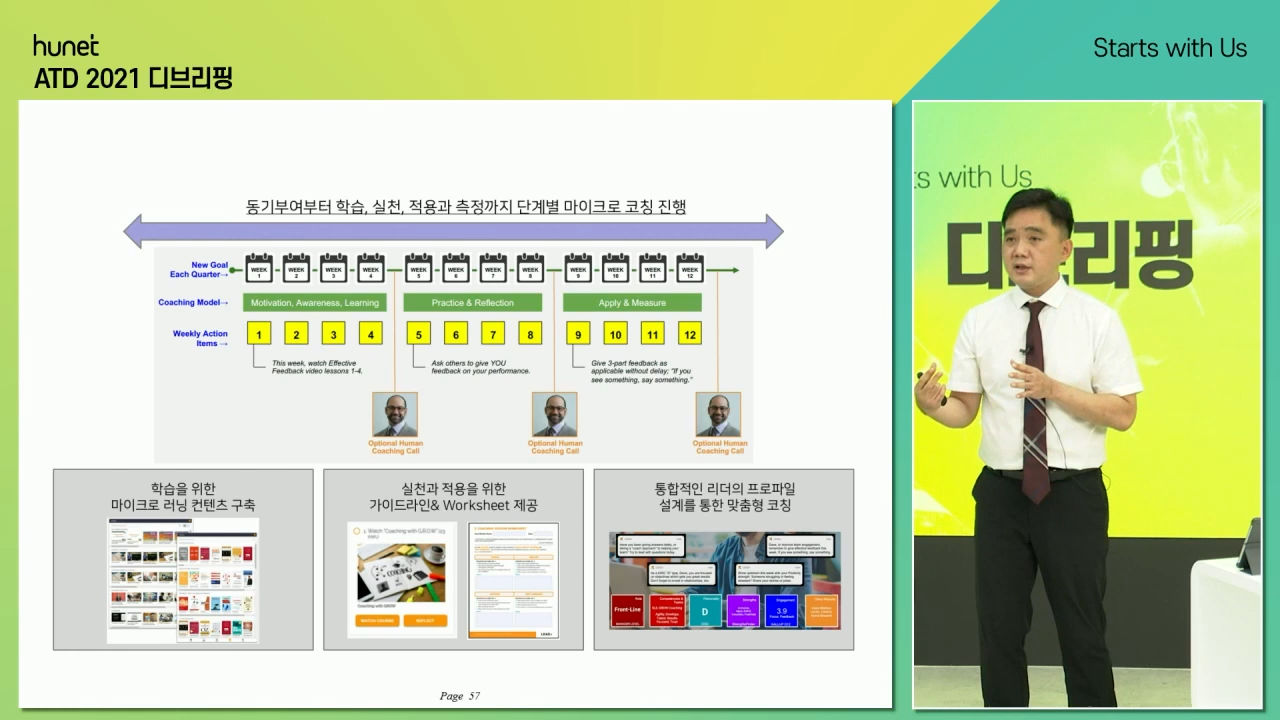 hunet
ATD 2021 디브리핑
Starts with Us
동기부여부터 학습, 실천, 적용과 측정까지 단계별 마이크로 코칭 진행
New Goal
Each Quarter→
WEEK 1
WEEK 2
WEEK 3
WEEK 4
WEEK 5
WEEK 6
WEEK 7
WEEK 8
WEEK 9
WEEK 10
WEEK 11
WEEK 12
Coaching Model→
Motivation, Awareness, Learning
Practice & Reflection
Apply & Measure
Weekly Action
Items →
1 2 3 4 5 6 7 8 9 10 11 12
This week, watch Effective
Feedback video lessons 1-4.
Ask others to give YOU
feedback on your performance.
Give 3-part feedback as
applicable without delay; "If you
see something, say something."
Optional Human
Coaching Call
Optional Human
Coaching Call
Optional Human
Coaching Call
학습을 위한
마이크로 러닝 컨텐츠 구축
실천과 적용을 위한
가이드라인& Worksheet 제공
통합적인 리더의 프로파일
설계를 통한 맞춤형 코칭
Coaching with GROW
WATCH COURSE
REFLECT
Front-Line
D
3.9
Page 57
ts with Us
디브리핑